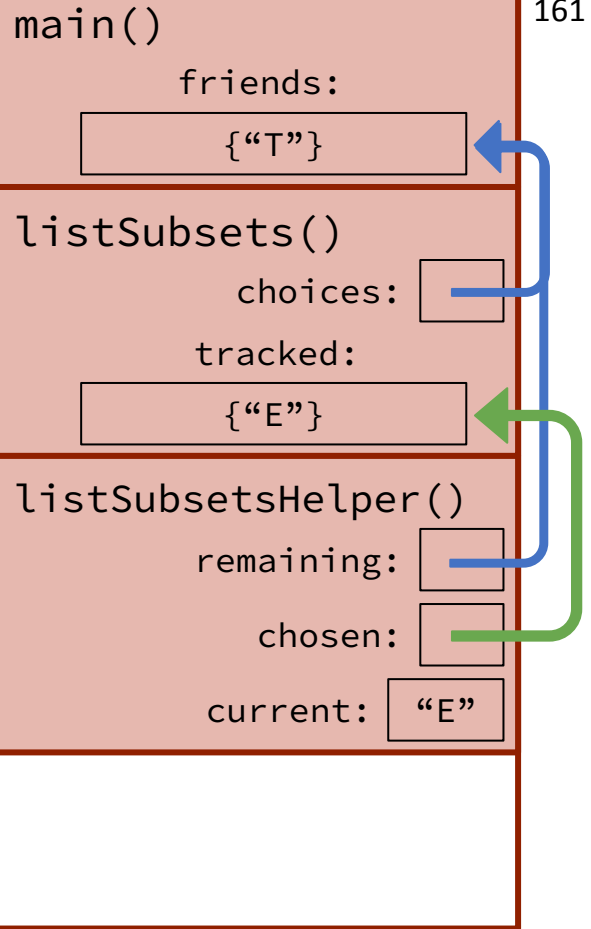 161
main()
friends:
{“T”}
listSubsets()
choices:
tracked:
{“E”}
listSubsetsHelper()
remaining:
chosen:
current: “E”